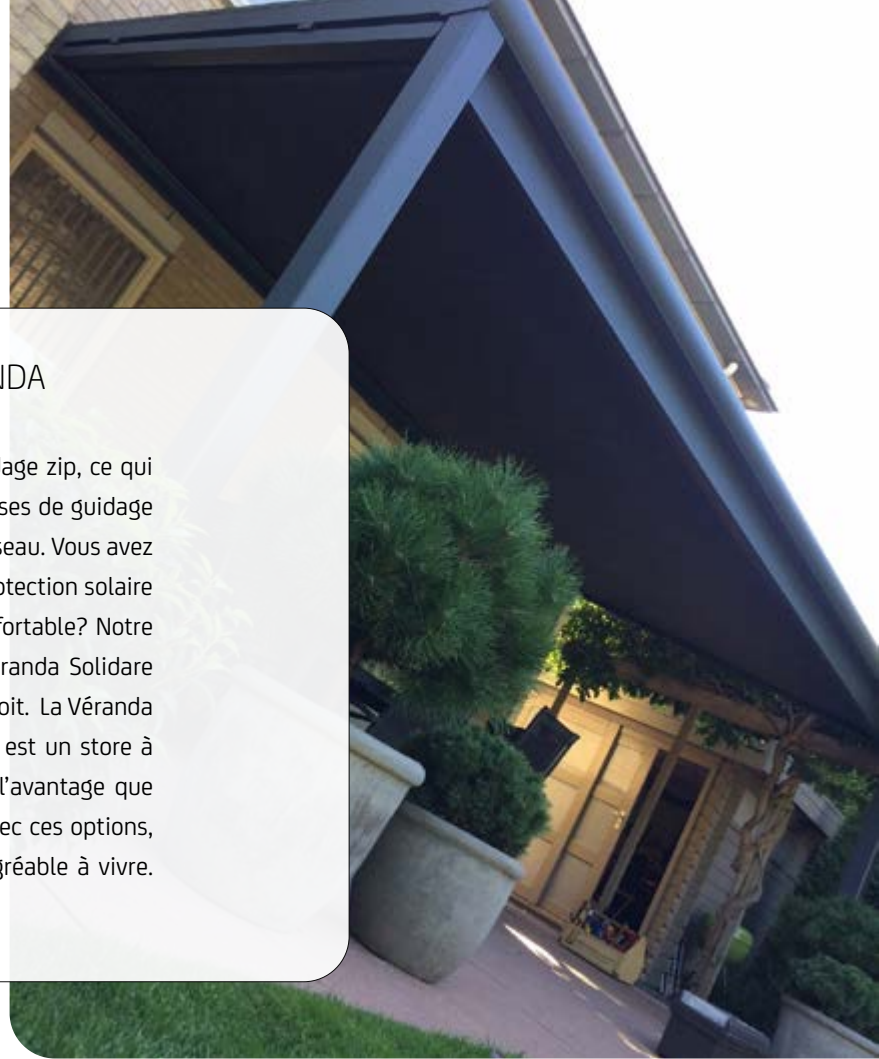 NDA
age zip, ce qui
ses de guidage
seau. Vous avez
otection solaire
fortable? Notre
randa Solidare
oit. La Véranda
est un store à
l'avantage que
ec ces options,
gréable à vivre.